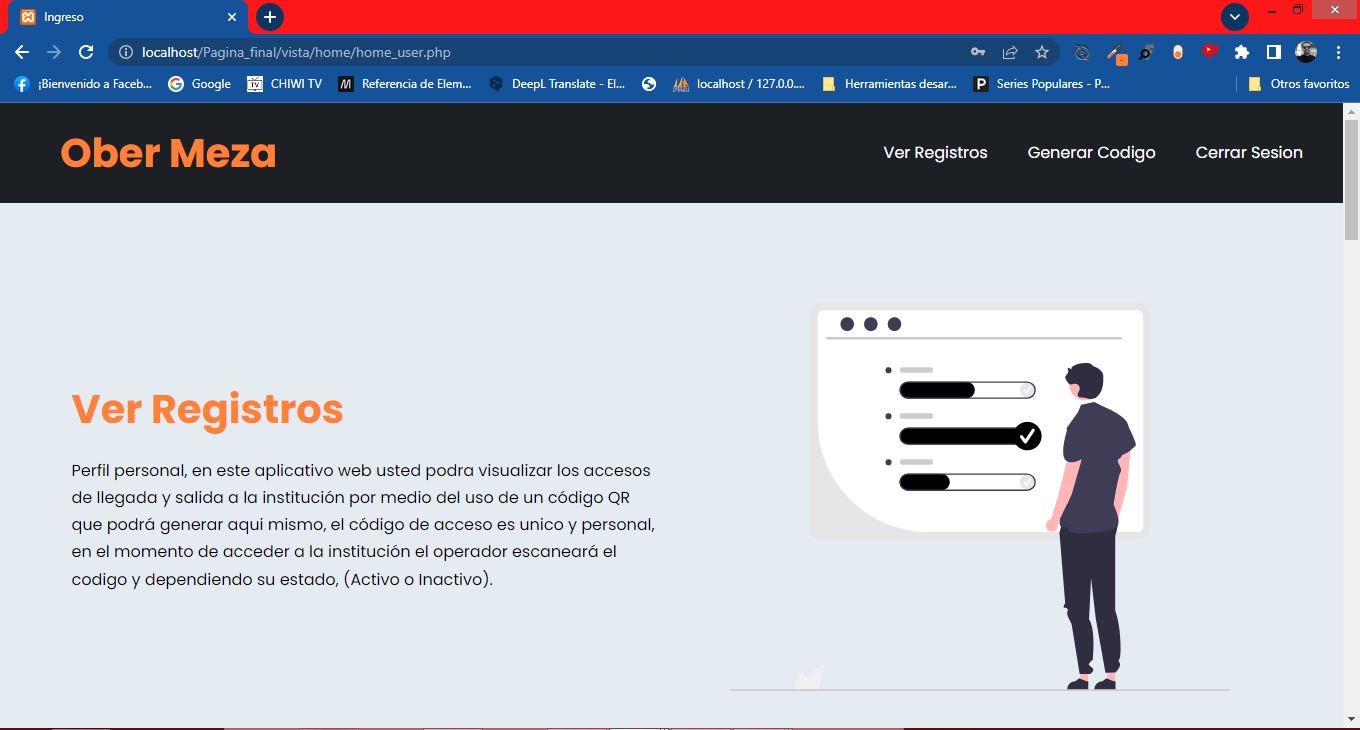 Ingreso
localhost/Pagina_final/vista/home/home_user.php
¡Bienvenido a Faceb... Google CHIWI TV Referencia de Elem... DeepL Translate - El... localhost / 127.0.0.... Herramientas desar... Series Populares - P... Otros favoritos
Ober Meza
Ver Registros Generar Codigo Cerrar Sesion
Ver Registros
Perfil personal, en este aplicativo web usted podra visualizar los accesos
de llegada y salida a la institución por medio del uso de un código QR
que podrá generar aqui mismo, el código de acceso es unico y personal,
en el momento de acceder a la institución el operador escaneará el
codigo y dependiendo su estado, (Activo o Inactivo).